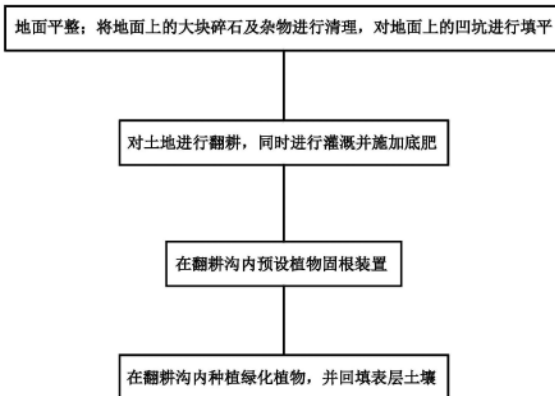 地面平整：将地面上的大块碎石及杂物进行清理，对地面上的凹坑进行填平
对土地进行翻耕，同时进行灌溉并施加底肥
在翻耕沟内预设植物固根装置
在翻耕沟内种植绿化植物，并回填表层土壤